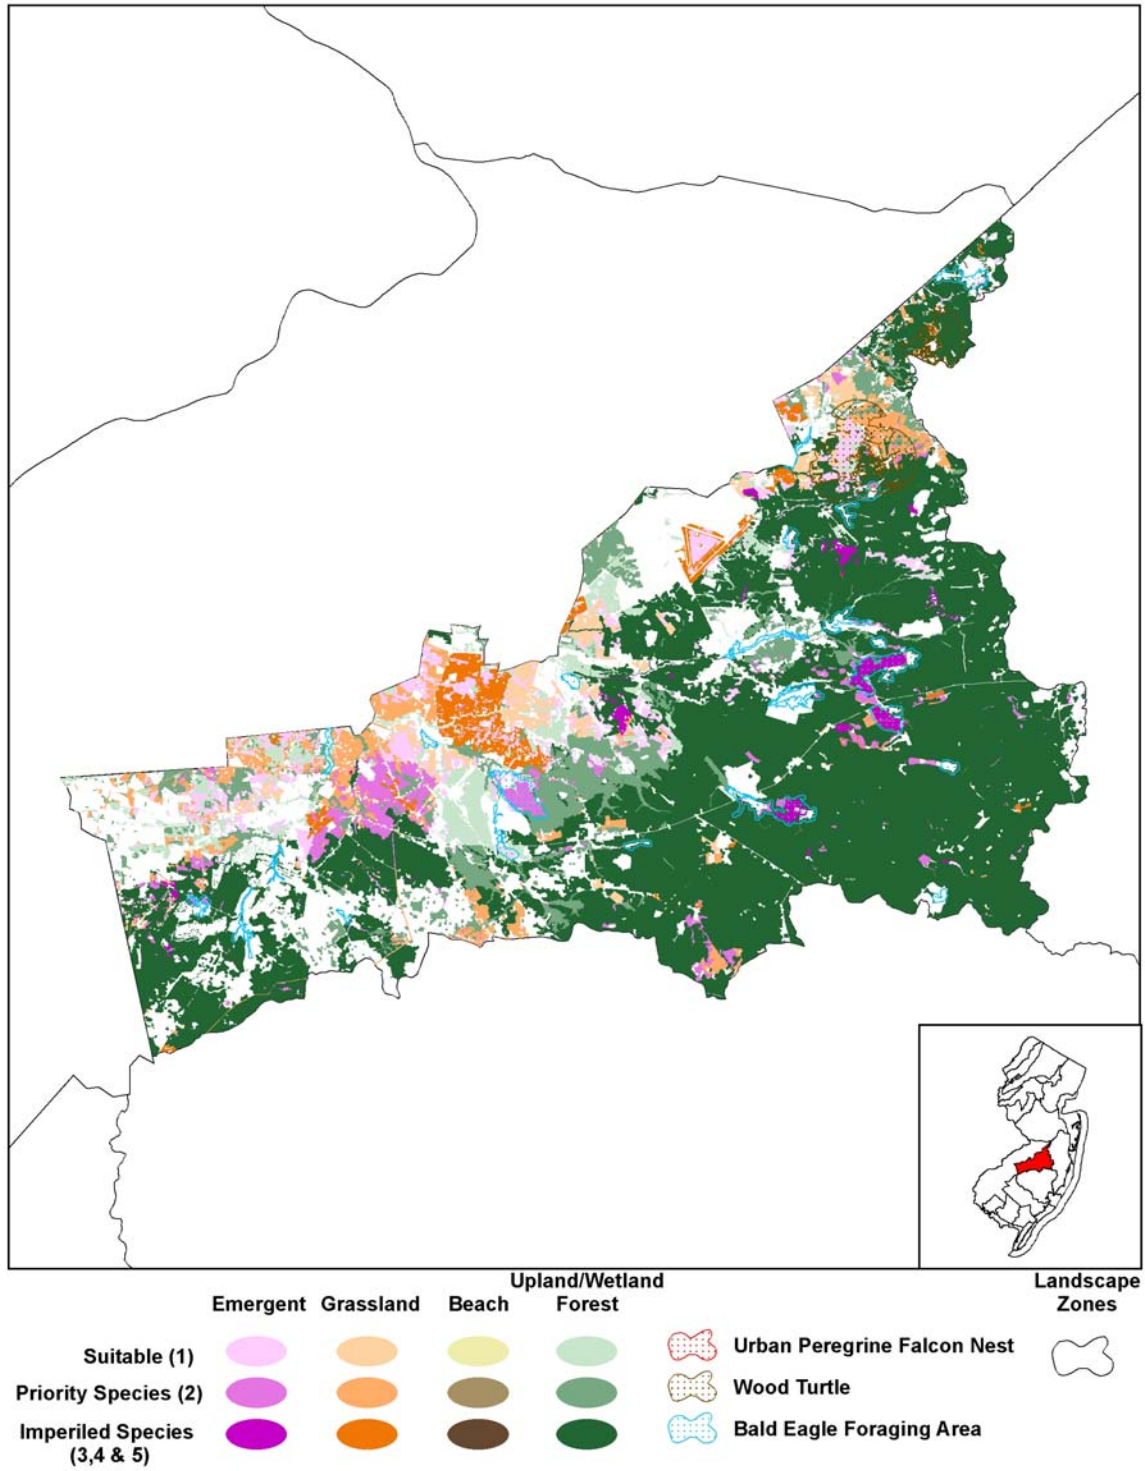 Upland/Wetland
Landscape
Emergent Grassland Beach Forest
Zones
Suitable (1)
Urban Peregrine Falcon Nest
Priority Species (2)
Wood Turtle
Imperiled Species
(3,4 & 5)
Bald Eagle Foraging Area